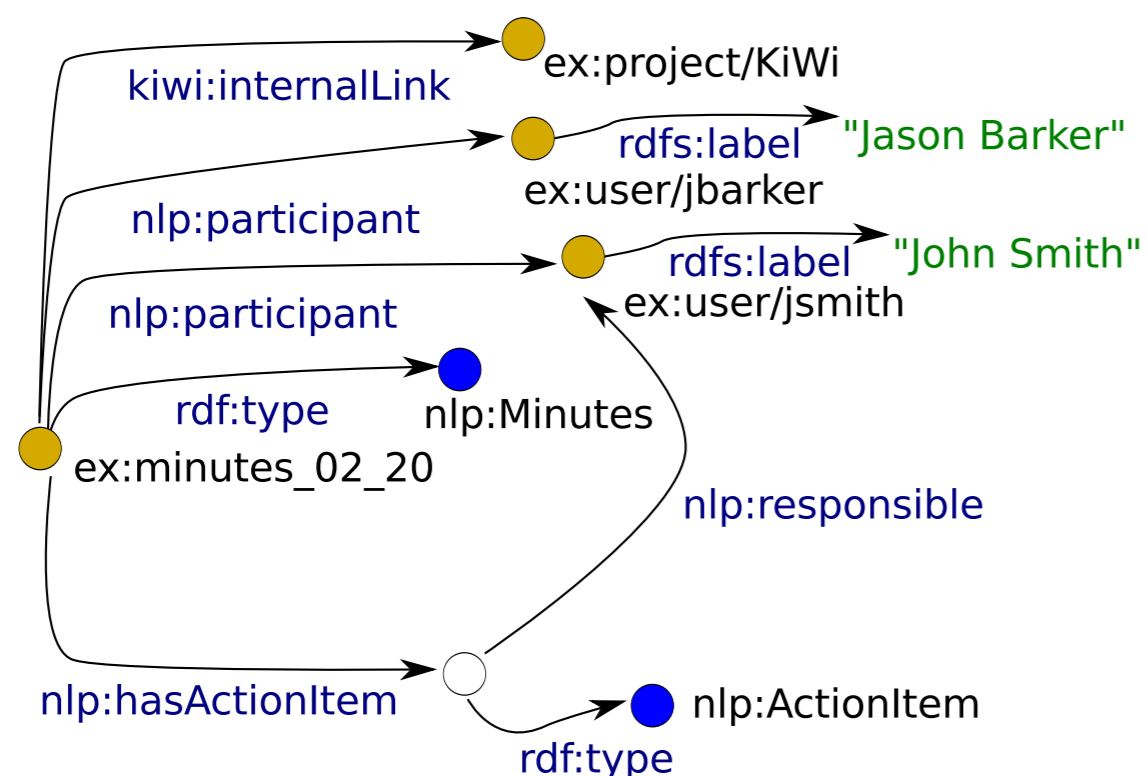 ex:project/KiWi
kiwi:internalLink
"Jason Barker"
rdfs:label
ex:user/jbarker
nlp:participant
"John Smith"
rdfs:label
ex:user/jsmith
nlp:participant
rdf:type
nlp:Minutes
ex:minutes_02_20
nlp:responsible
nlp:hasActionItem
nlp:ActionItem
rdf:type